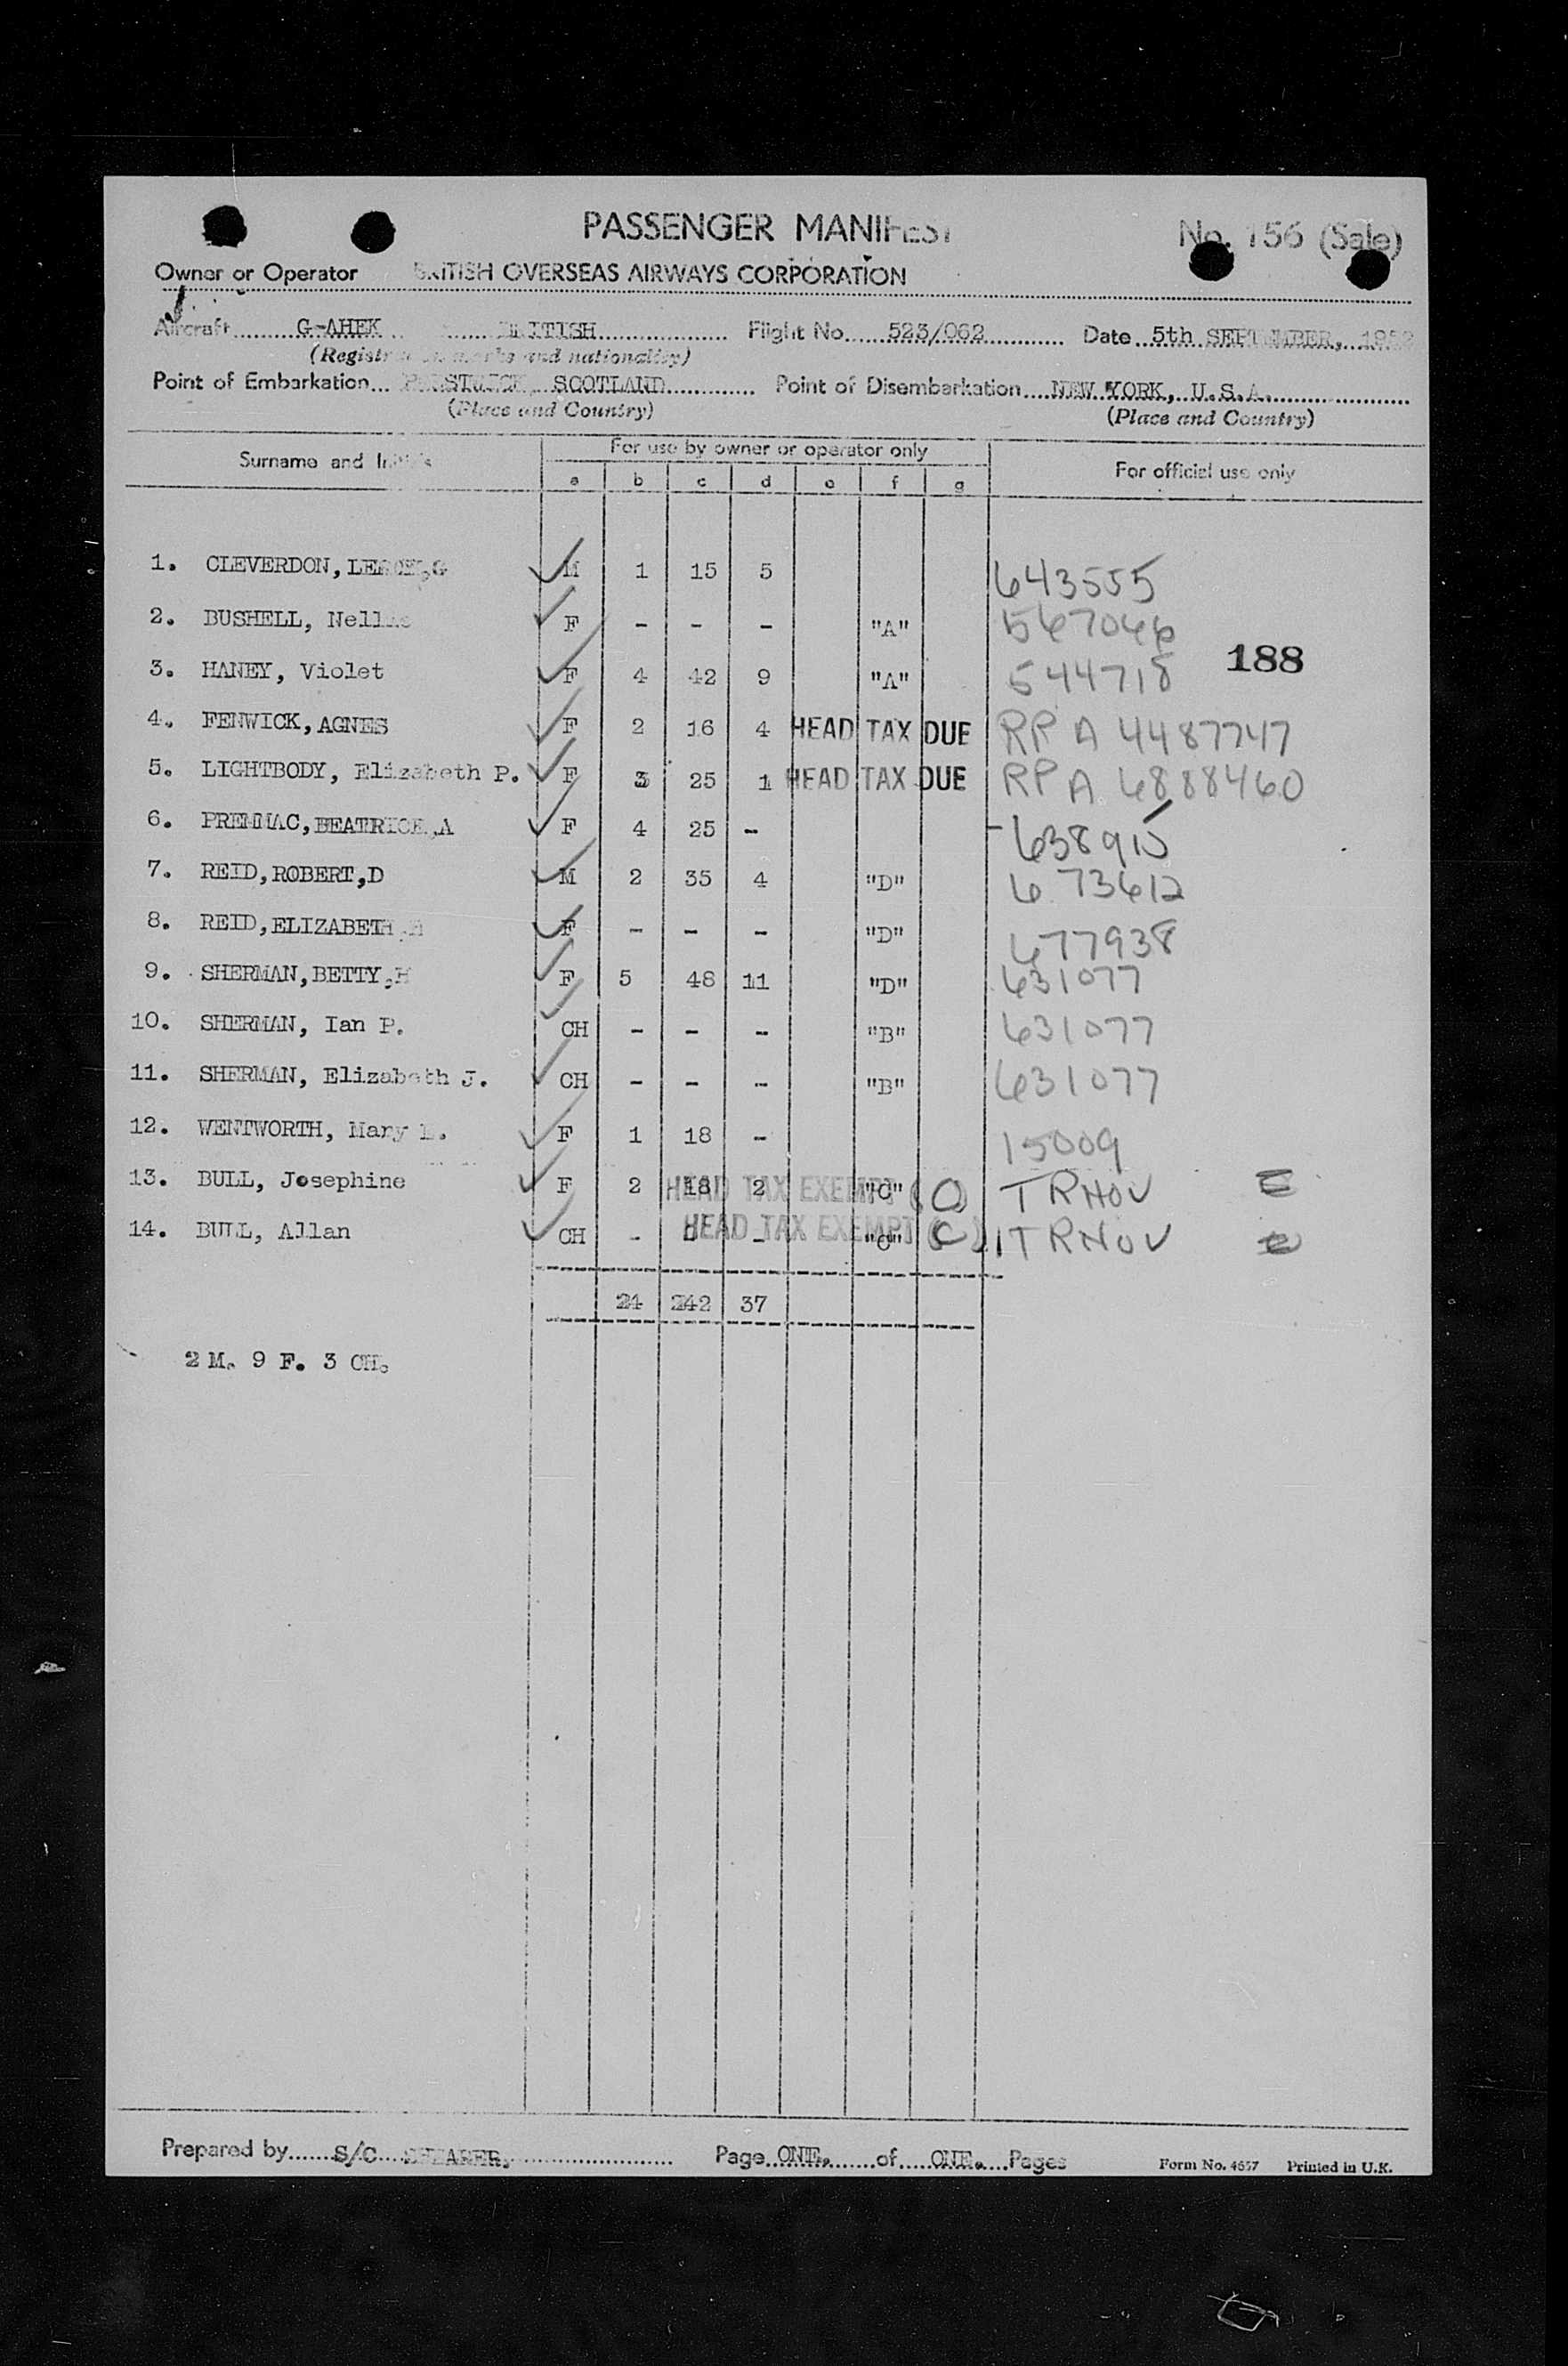 PASSENGER MANIFEST No. 156 (Sale)
Owner or Operator BRITISH OVERSEAS AIRWAYS CORPORATION
Aircraft G-AHEK BRITISH Flight No. 523/062 Date 5th SEPTEMBER, 1952
(Registration marks and nationality)
Point of Embarkation PRESTWICK, SCOTLAND Point of Disembarkation NEW YORK, U.S.A.
(Place and Country) (Place and Country)
Surname and Initials For use by owner or operator only For official use only
a b c d e f g
1. CLEVERDON, G M 1 15 5 643555
2. BUSHELL, F - - - "A" 567046
188
3. HANEY, Violet F 4 42 9 "A" 544718
4. FENWICK, AGNES F 2 16 4 HEAD TAX DUE RP A 4487747
5. LIGHTBODY, Elizabeth P. F 3 25 1 HEAD TAX DUE RP A 6888460
6. BEATRICE, A F 4 25 -
7. REID, ROBERT, D M 2 35 4 "D" 673612
8. REID, ELIZABETH F - - - "D" 677938
9. SHERMAN, BETTY, H F 5 48 11 "D" 631077
10. SHERMAN, Ian P. CH - - - "B" 631077
11. SHERMAN, Elizabeth J. CH - - - "B" 631077
12. WENTWORTH, Mary F 1 18 - 15009
13. BULL, Josephine F 2 18 2 HEAD TAX EXEMPT "C" (C) TRNOV
14. BULL, Allan CH - - - HEAD TAX EXEMPT "C" (C) TRNOV
24 242 37
2 M. 9 F. 3 CH.
Prepared by S/C SHEARER. Page ONE. of ONE. Pages Form No. 4657 Printed in U.K.